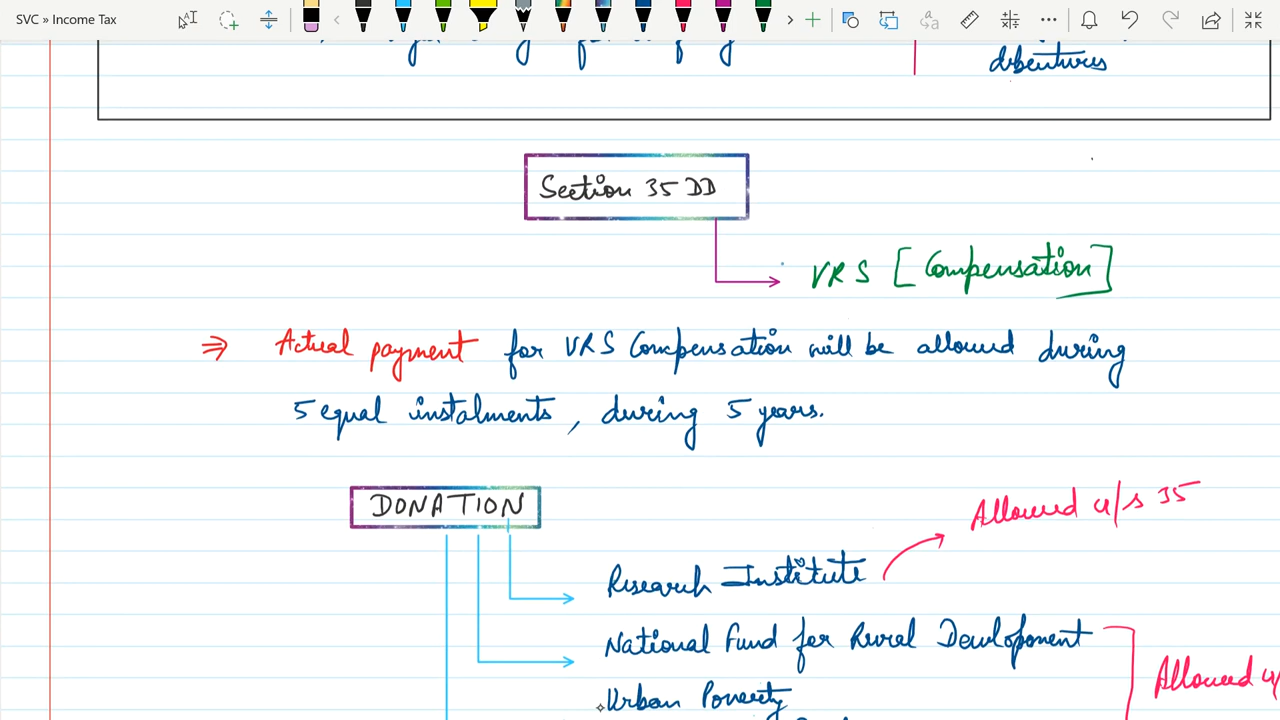 SVC » Income Tax
debentures
Section 35 DD
VRS [Compensation]
⇒ Actual payment for VRS Compensation will be allowed during
5 equal instalments, during 5 years.
DONATION
Allowed u/s 35
Research Institute
National Fund for Rural Development
Allowed u/
Urban Poverty